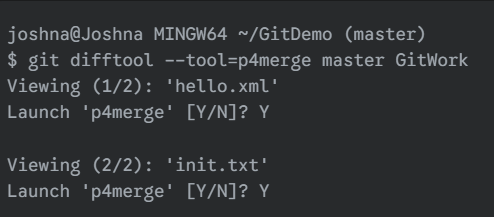 joshna@Joshna MINGW64 ~/GitDemo (master)
$ git difftool --tool=p4merge master GitWork
Viewing (1/2): 'hello.xml'
Launch 'p4merge' [Y/N]? Y

Viewing (2/2): 'init.txt'
Launch 'p4merge' [Y/N]? Y